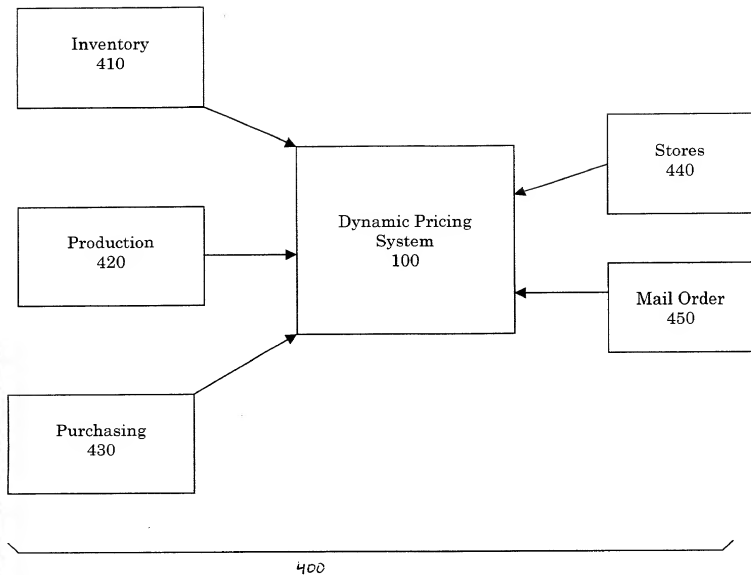 Inventory
410
Production
420
Purchasing
430
Dynamic Pricing
System
100
Stores
440
Mail Order
450
400